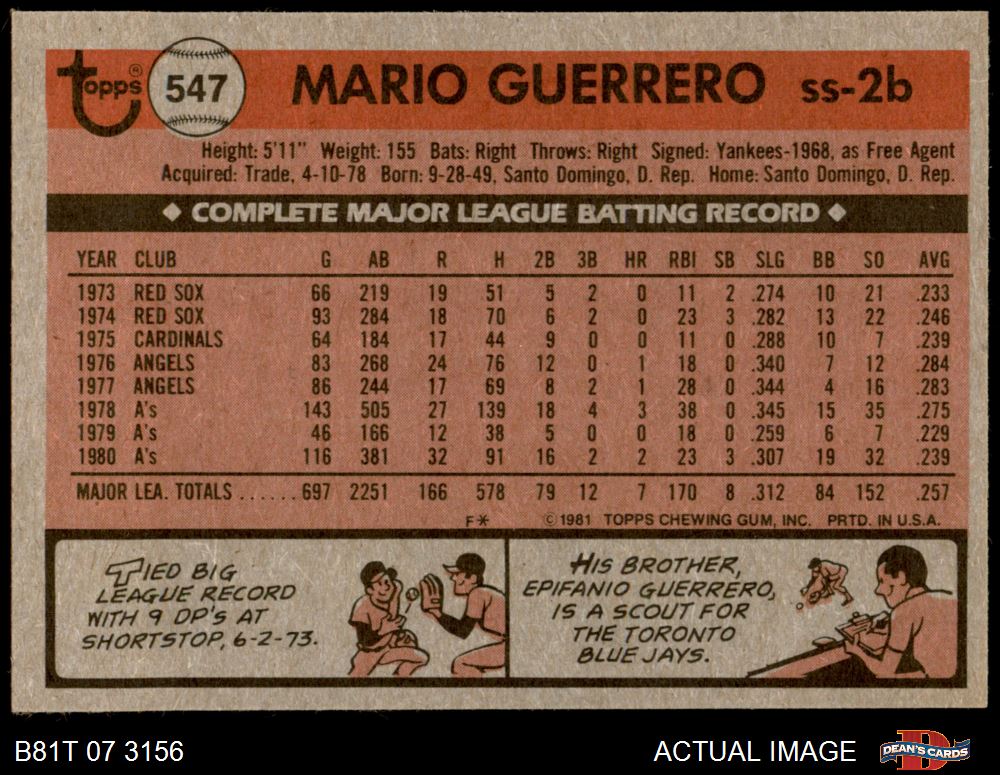 Topps® 547 MARIO GUERRERO ss-2b
Height: 5'11" Weight: 155 Bats: Right Throws: Right Signed: Yankees-1968, as Free Agent
Acquired: Trade, 4-10-78 Born: 9-28-49, Santo Domingo, D. Rep. Home: Santo Domingo, D. Rep.
◆ COMPLETE MAJOR LEAGUE BATTING RECORD ◆
YEAR CLUB G AB R H 2B 3B HR RBI SB SLG BB SO AVG
1973 RED SOX 66 219 19 51 5 2 0 11 2 .274 10 21 .233
1974 RED SOX 93 284 18 70 6 2 0 23 3 .282 13 22 .246
1975 CARDINALS 64 184 17 44 9 0 0 11 0 .288 10 7 .239
1976 ANGELS 83 268 24 76 12 0 1 18 0 .340 7 12 .284
1977 ANGELS 86 244 17 69 8 2 1 28 0 .344 4 16 .283
1978 A's 143 505 27 139 18 4 3 38 0 .345 15 35 .275
1979 A's 46 166 12 38 5 0 0 18 0 .259 6 7 .229
1980 A's 116 381 32 91 16 2 2 23 3 .307 19 32 .239
MAJOR LEA. TOTALS ...... 697 2251 166 578 79 12 7 170 8 .312 84 152 .257
F* © 1981 TOPPS CHEWING GUM, INC. PRTD. IN U.S.A.
TIED BIG
LEAGUE RECORD
WITH 9 DP'S AT
SHORTSTOP, 6-2-73.
HIS BROTHER,
EPIFANIO GUERRERO,
IS A SCOUT FOR
THE TORONTO
BLUE JAYS.
B81T 07 3156 ACTUAL IMAGE DEAN'S CARDS